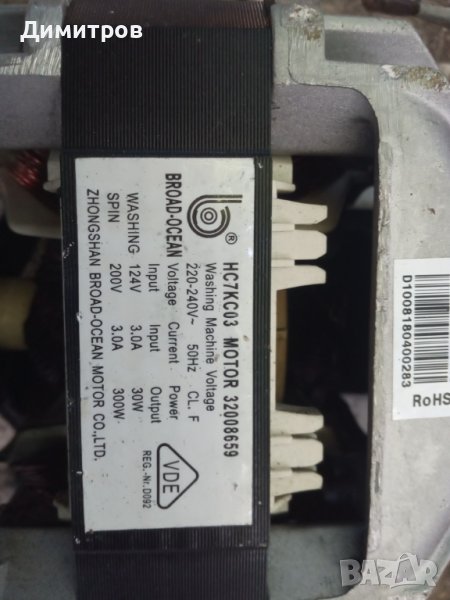 Димитров
BROAD-OCEAN
®
HC7KC03 MOTOR 32008659
Washing Machine Voltage
220-240V~ 50Hz CL. F
Voltage Current Power
Input Input Output
WASHING 124V 3.0A 30W
SPIN 200V 3.0A 300W
ZHONGSHAN BROAD-OCEAN MOTOR CO.,LTD.
VDE
REG.-Nr.D092
D1008180400283
RoHS
BAZAR